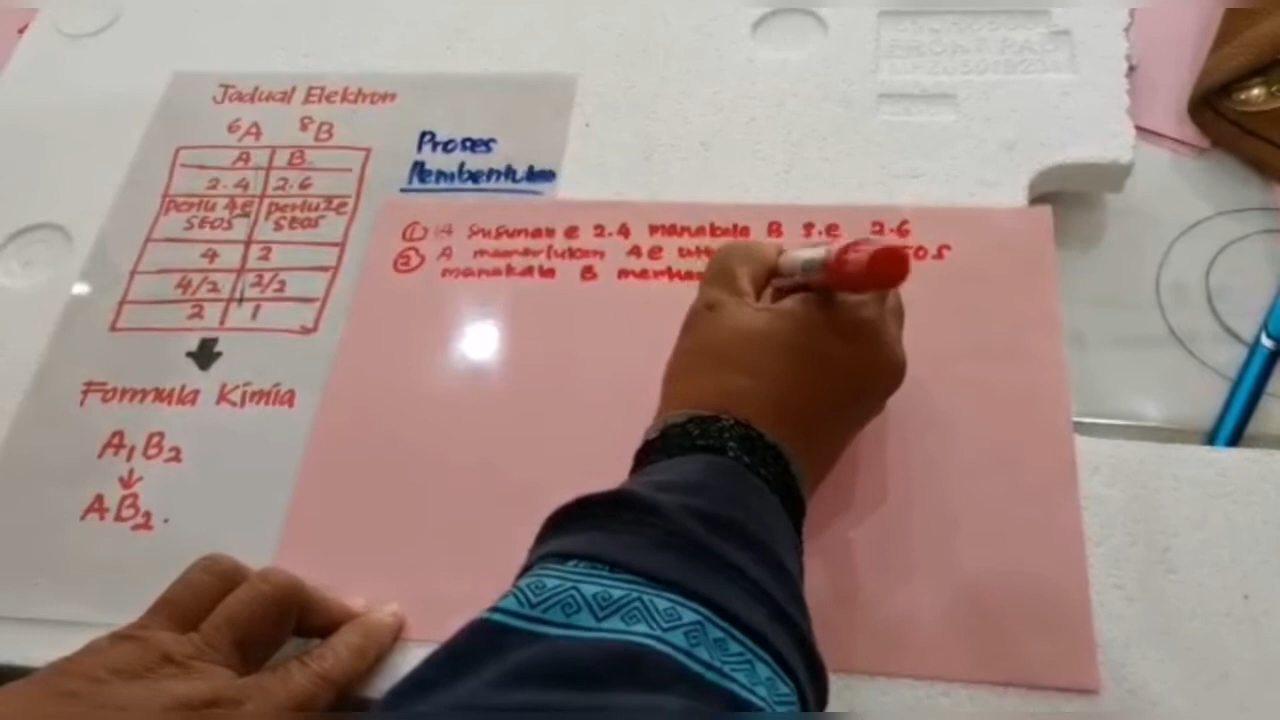 Jadual Elektron
6A 8B
A B
2.4 2.6
perlu 4e perlu 2e
STOS STOS
4 2
4/2 2/2
2 1
Formula Kimia
A1B2
AB2.
Proses
Pembentukan
① A Susunan e 2.4 manakala B s.e 2.6
② A memerlukan 4e
manakala B
FRONT PAD